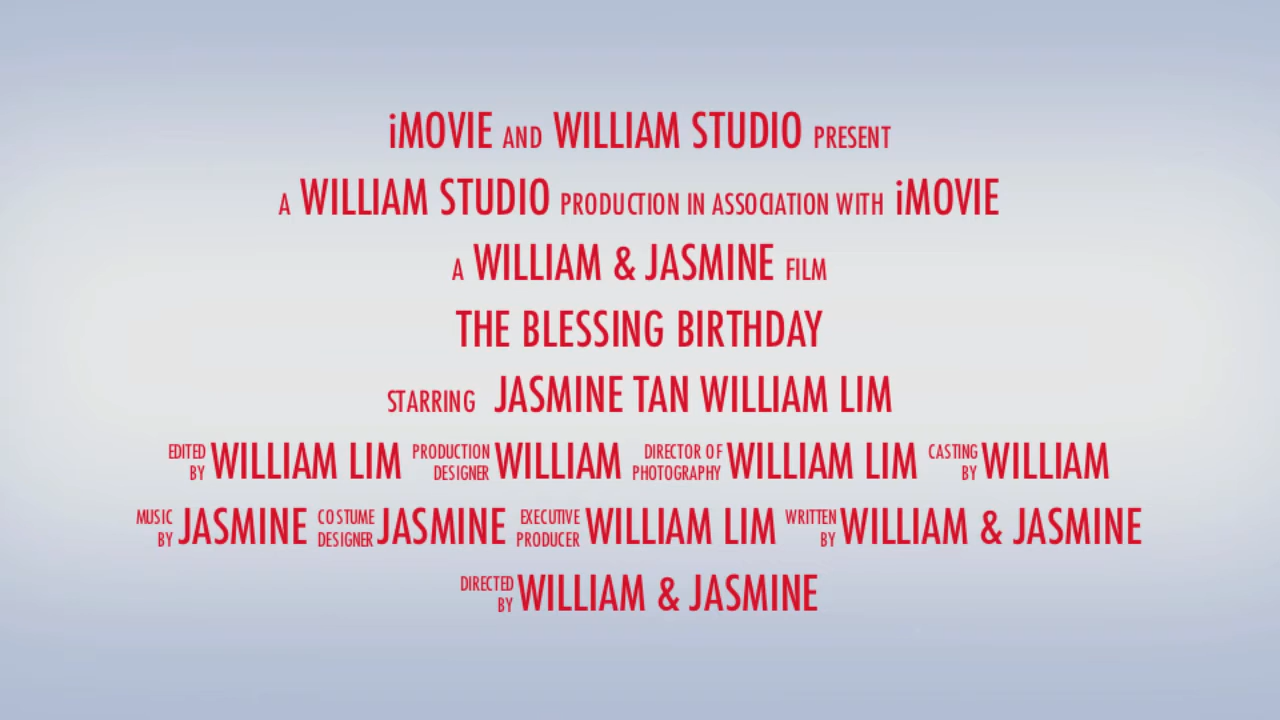 iMOVIE AND WILLIAM STUDIO PRESENT
A WILLIAM STUDIO PRODUCTION IN ASSOCIATION WITH iMOVIE
A WILLIAM & JASMINE FILM
THE BLESSING BIRTHDAY
STARRING JASMINE TAN WILLIAM LIM
EDITED BY WILLIAM LIM PRODUCTION DESIGNER WILLIAM DIRECTOR OF PHOTOGRAPHY WILLIAM LIM CASTING BY WILLIAM
MUSIC BY JASMINE COSTUME DESIGNER JASMINE EXECUTIVE PRODUCER WILLIAM LIM WRITTEN BY WILLIAM & JASMINE
DIRECTED BY WILLIAM & JASMINE